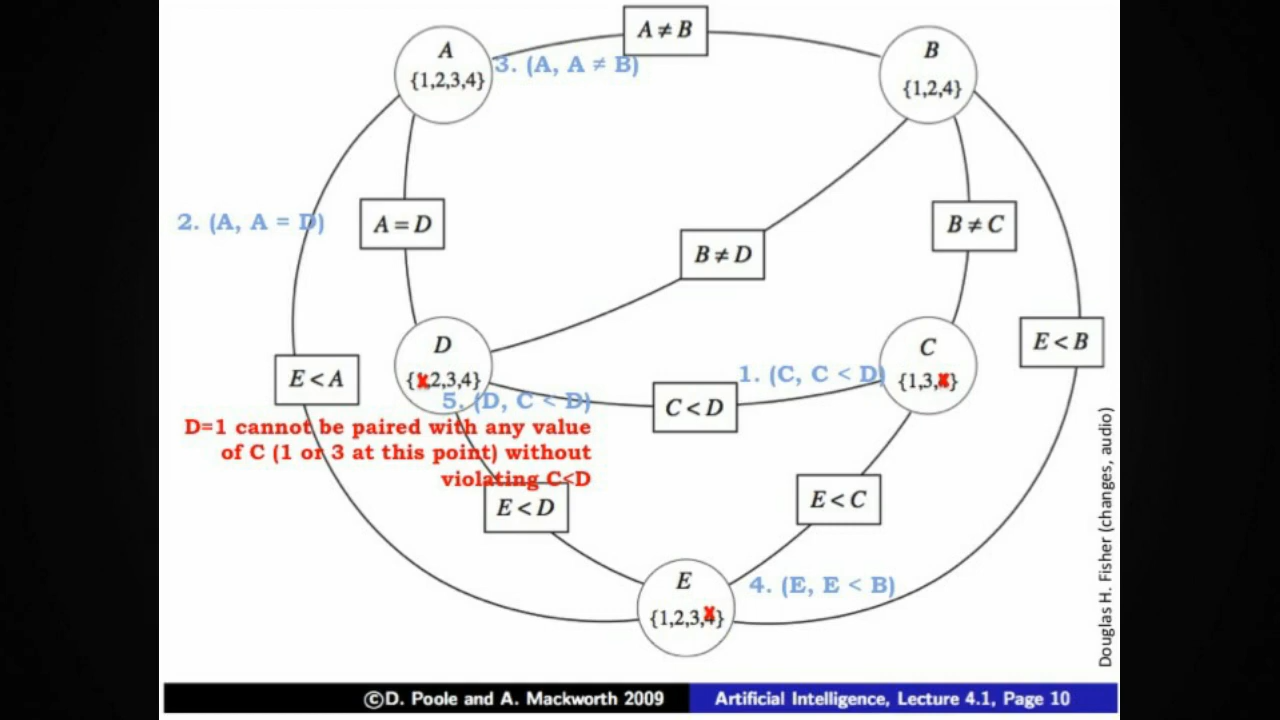 A ≠ B
A
{1,2,3,4}
3. (A, A ≠ B)
B
{1,2,4}
2. (A, A = D)
A = D
B ≠ D
B ≠ C
E < B
D
{1,2,3,4}
C
{1,3,4}
E < A
1. (C, C < D)
5. (D, C < D)
C < D
D=1 cannot be paired with any value
of C (1 or 3 at this point) without
violating C<D
E < D
E < C
E
{1,2,3,4}
4. (E, E < B)
Douglas H. Fisher (changes, audio)
©D. Poole and A. Mackworth 2009
Artificial Intelligence, Lecture 4.1, Page 10